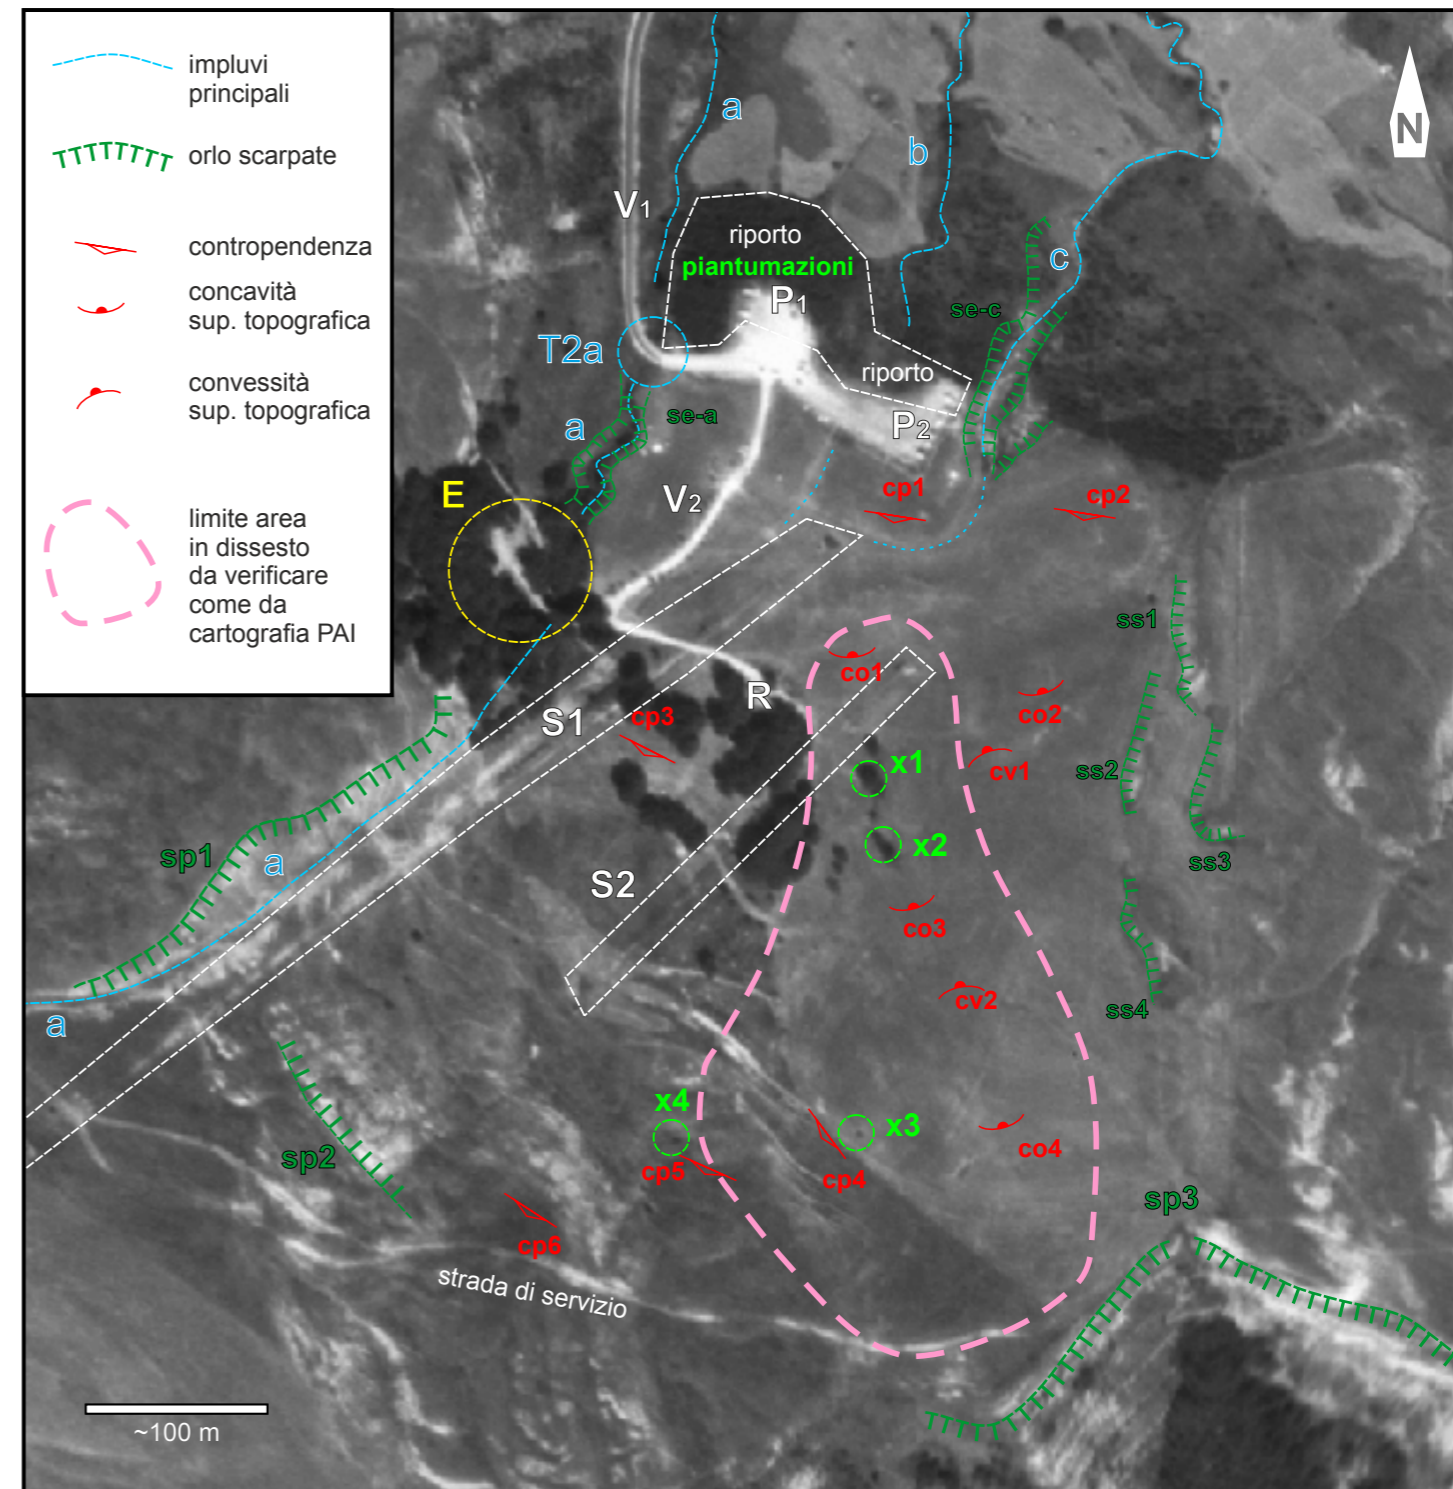 impluvi
principali
orlo scarpate
contropendenza
concavità
sup. topografica
convessità
sup. topografica
limite area
in dissesto
da verificare
come da
cartografia PAI
N
a
b
V1
riporto
piantumazioni
P1
c
se-c
T2a
riporto
a
se-a
P2
E
V2
cp1
cp2
ss1
co1
R
S1
cp3
co2
x1
cv1
ss2
sp1
a
x2
ss3
S2
co3
cv2
ss4
a
x4
x3
co4
sp2
cp5
cp4
sp3
cp6
strada di servizio
~100 m